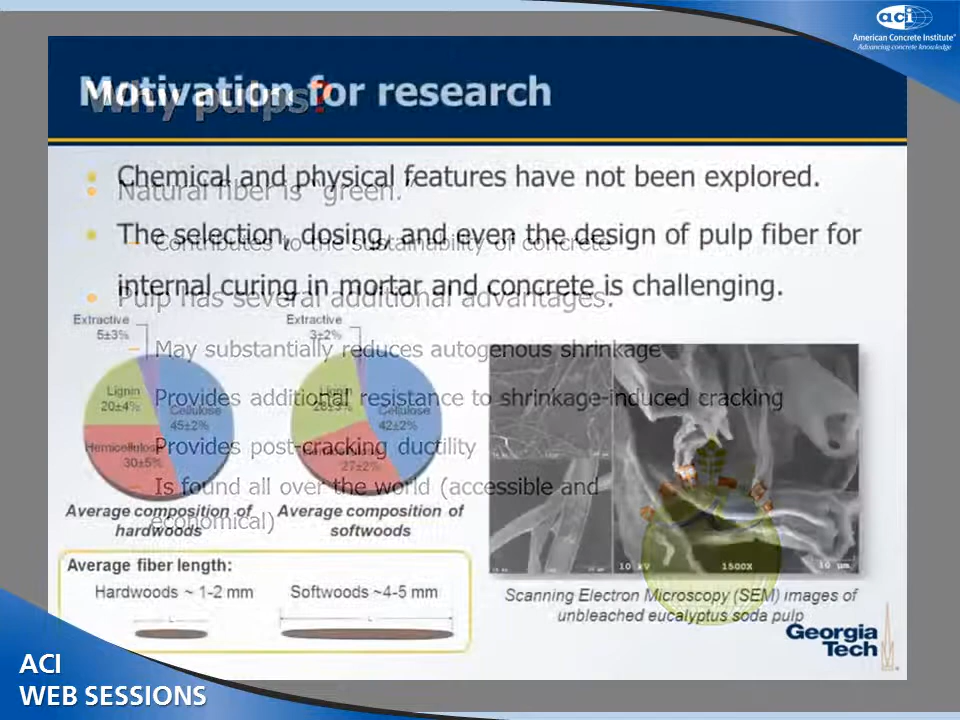 aci
American Concrete Institute®
Advancing concrete knowledge
Motivation for research
Why pulps?
Chemical and physical features have not been explored.
Natural fiber is "green."
The selection, dosing, and even the design of pulp fiber for
– Contributes to the sustainability of concrete
internal curing in mortar and concrete is challenging.
Pulp has several additional advantages:
– May substantially reduces autogenous shrinkage
Provides additional resistance to shrinkage-induced cracking
Provides post-cracking ductility
– Is found all over the world (accessible and
economical)
Extractive
5±3%
Lignin
20±4%
Cellulose
45±2%
Hemicellulose
30±5%
Average composition of
hardwoods
Extractive
3±2%
Lignin
Cellulose
42±2%
27±2%
Average composition of
softwoods
Average fiber length:
Hardwoods ~ 1-2 mm
Softwoods ~4-5 mm
L
L
10 kV 1500X 10 µm
Scanning Electron Microscopy (SEM) images of
unbleached eucalyptus soda pulp
Georgia
Tech
ACI
WEB SESSIONS